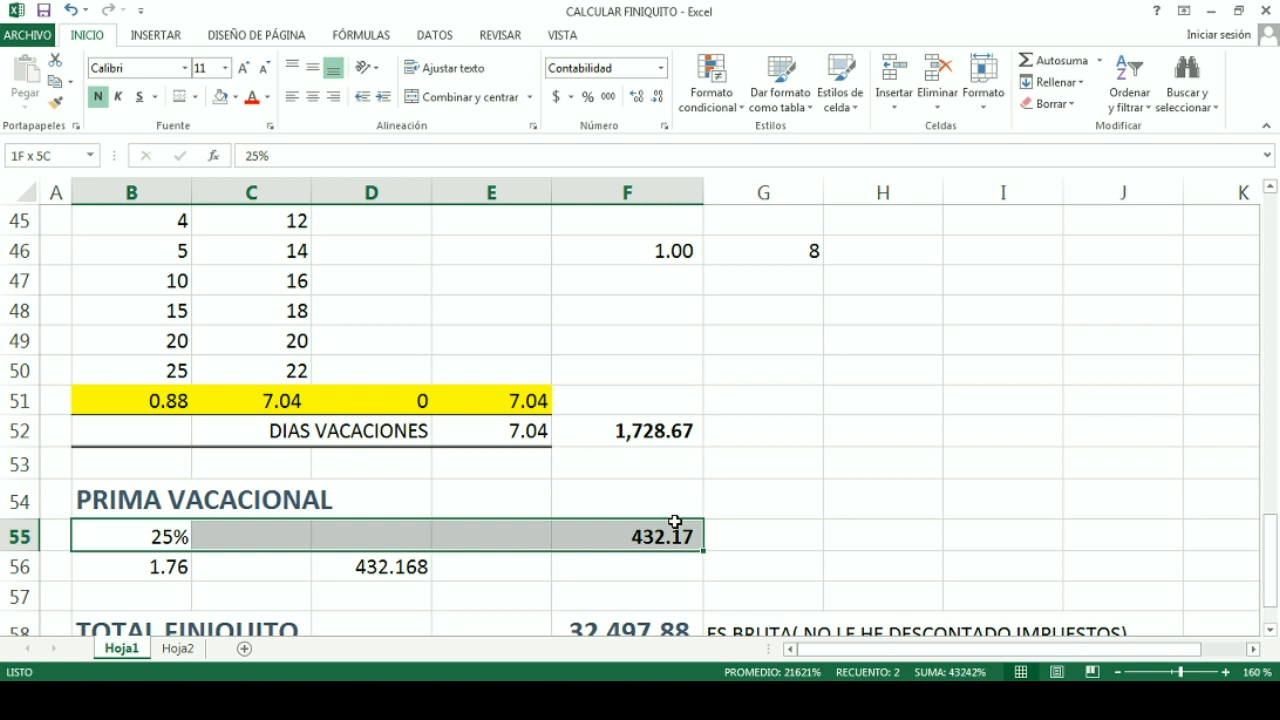 CALCULAR FINIQUITO - Excel
ARCHIVO INICIO INSERTAR DISEÑO DE PÁGINA FÓRMULAS DATOS REVISAR VISTA Iniciar sesión
Pegar
Calibri 11
N K S
Ajustar texto
Combinar y centrar
Contabilidad
$ % 000
Formato condicional
Dar formato como tabla
Estilos de celda
Insertar Eliminar Formato
Autosuma
Rellenar
Borrar
Ordenar y filtrar
Buscar y seleccionar
Portapapeles Fuente Alineación Número Estilos Celdas Modificar
1F x 5C fx 25%
A B C D E F G H I J K
45 4 12
46 5 14 1.00 8
47 10 16
48 15 18
49 20 20
50 25 22
51 0.88 7.04 0 7.04
52 DIAS VACACIONES 7.04 1,728.67
53
54 PRIMA VACACIONAL
55 25% 432.17
56 1.76 432.168
57
58 TOTAL FINIQUITO 32,497.88 ES BRUTA( NO LE HE DESCONTADO IMPUESTOS)
Hoja1 Hoja2
LISTO PROMEDIO: 21621% RECUENTO: 2 SUMA: 43242% 160 %